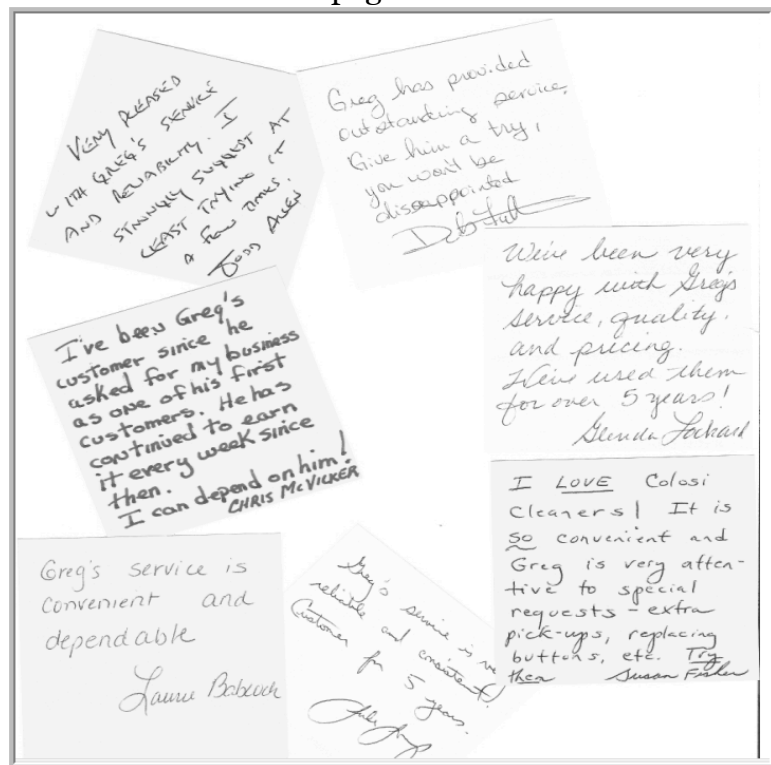 pag
VERY PLEASED
WITH GREG'S SERVICE
AND RELIABILITY. I
STRONGLY SUGGEST AT
LEAST TRYING IT
A FEW TIMES.
TODD ALLEN
Greg has provided
outstanding service.
Give him a try,
you won't be
disappointed
Deb
We've been very
happy with Greg's
service, quality,
and pricing.
We've used them
for over 5 years!
Glenda Lockard
I've been Greg's
customer since he
asked for my business
as one of his first
customers. He has
continued to earn
it every week since
then.
I can depend on him!
CHRIS McVICKER
I LOVE Colosi
Cleaners! It is
so convenient and
Greg is very atten-
tive to special
requests - extra
pick-ups, replacing
buttons, etc. Try
them Susan Fisher
Greg's service is
convenient and
dependable
Laurie Babcock
Greg's service is
reliable and consistent!
Customer for 5 years.